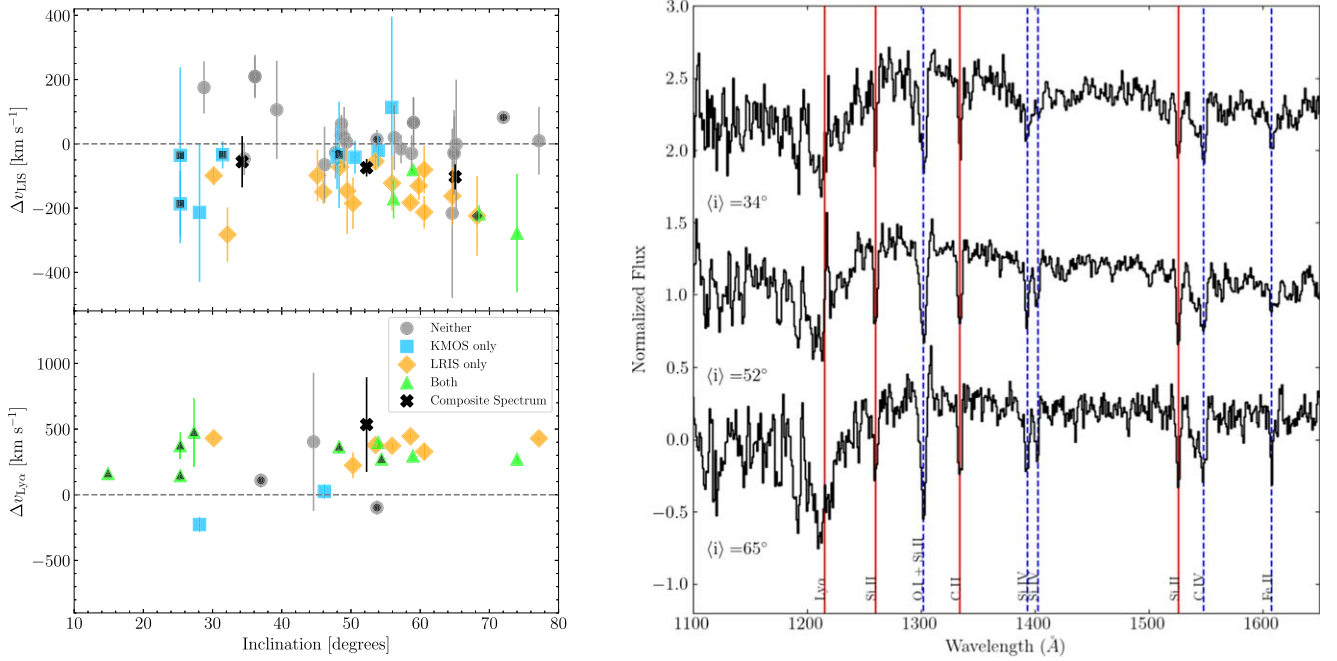 400
200
0
−200
−400
Δv_LIS [km s⁻¹]
1000
500
0
−500
Δv_Lyα [km s⁻¹]
Neither
KMOS only
LRIS only
Both
Composite Spectrum
10 20 30 40 50 60 70 80
Inclination [degrees]
3.0
2.5
2.0
1.5
1.0
0.5
0.0
−0.5
−1.0
Normalized Flux
⟨i⟩ =34°
⟨i⟩ =52°
⟨i⟩ =65°
Lyα
Si II
O I + Si II
C II
Si IV
Si IV
Si II
C IV
Fe II
1100 1200 1300 1400 1500 1600
Wavelength (Å)